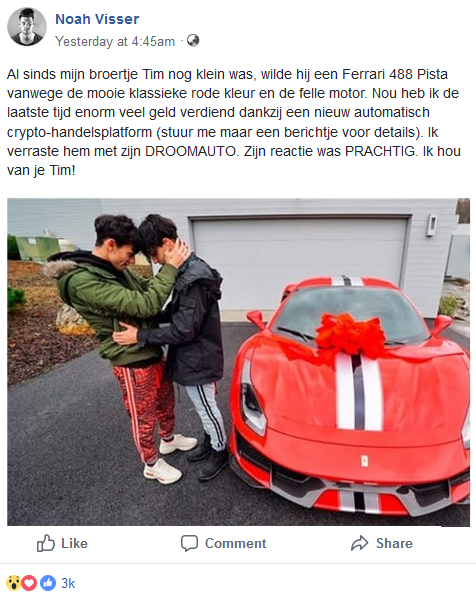 Noah Visser
Yesterday at 4:45am ·
Al sinds mijn broertje Tim nog klein was, wilde hij een Ferrari 488 Pista
vanwege de mooie klassieke rode kleur en de felle motor. Nou heb ik de
laatste tijd enorm veel geld verdiend dankzij een nieuw automatisch
crypto-handelsplatform (stuur me maar een berichtje voor details). Ik
verraste hem met zijn DROOMAUTO. Zijn reactie was PRACHTIG. Ik hou
van je Tim!
Like Comment Share
3k